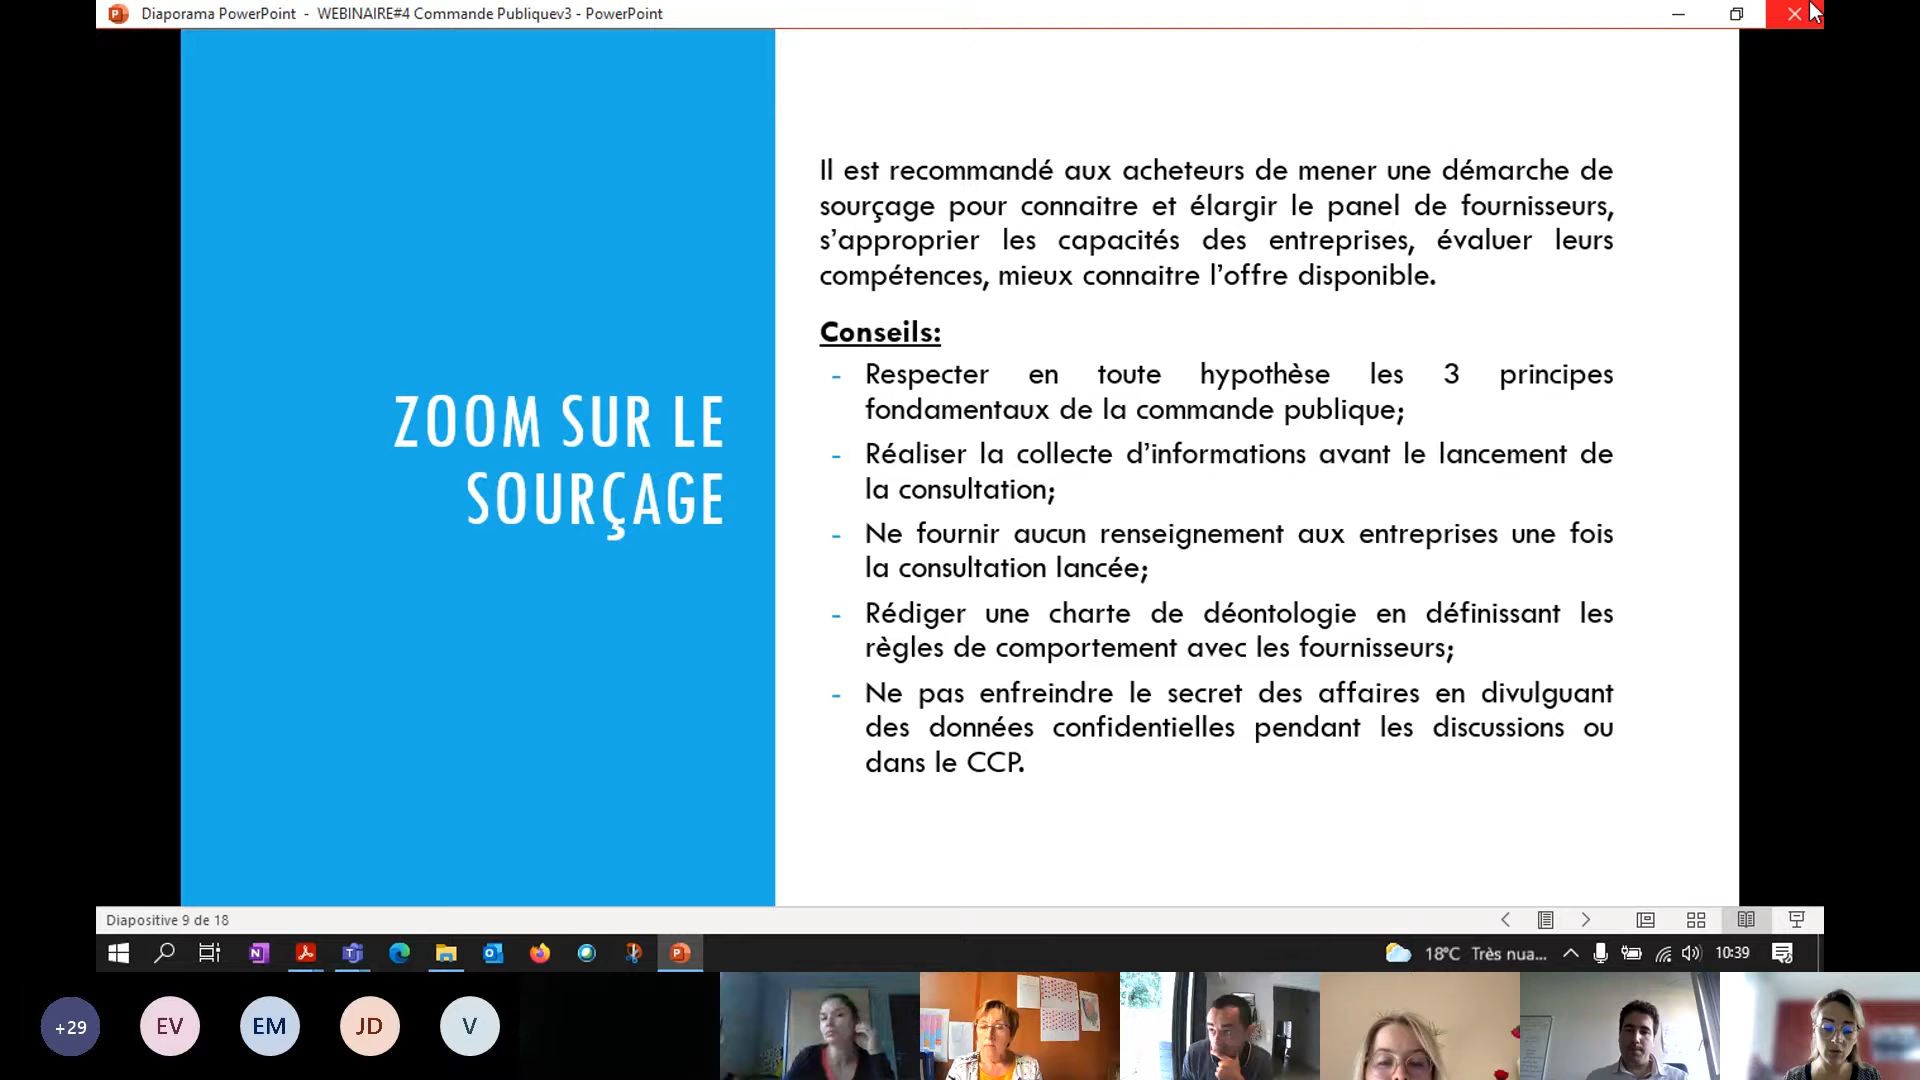 Diaporama PowerPoint - WEBINAIRE#4 Commande Publiquev3 - PowerPoint
ZOOM SUR LE
SOURÇAGE
Il est recommandé aux acheteurs de mener une démarche de
sourçage pour connaitre et élargir le panel de fournisseurs,
s’approprier les capacités des entreprises, évaluer leurs
compétences, mieux connaitre l’offre disponible.
Conseils:
- Respecter en toute hypothèse les 3 principes
fondamentaux de la commande publique;
- Réaliser la collecte d’informations avant le lancement de
la consultation;
- Ne fournir aucun renseignement aux entreprises une fois
la consultation lancée;
- Rédiger une charte de déontologie en définissant les
règles de comportement avec les fournisseurs;
- Ne pas enfreindre le secret des affaires en divulguant
des données confidentielles pendant les discussions ou
dans le CCP.
Diapositive 9 de 18
18°C Très nua... 10:39
+29 EV EM JD V